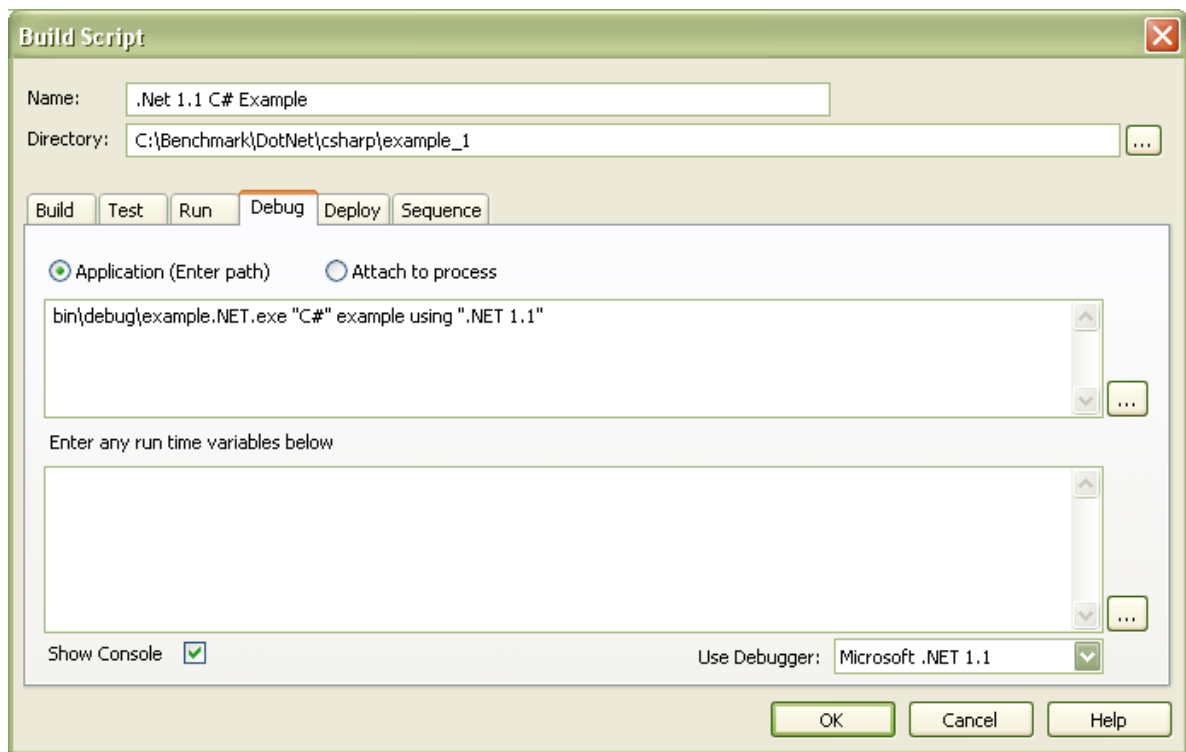 Build Script
Name: .Net 1.1 C# Example
Directory: C:\Benchmark\DotNet\csharp\example_1 ...
Build Test Run Debug Deploy Sequence
Application (Enter path) Attach to process
bin\debug\example.NET.exe "C#" example using ".NET 1.1"
...
Enter any run time variables below
...
Show Console Use Debugger: Microsoft .NET 1.1
OK Cancel Help